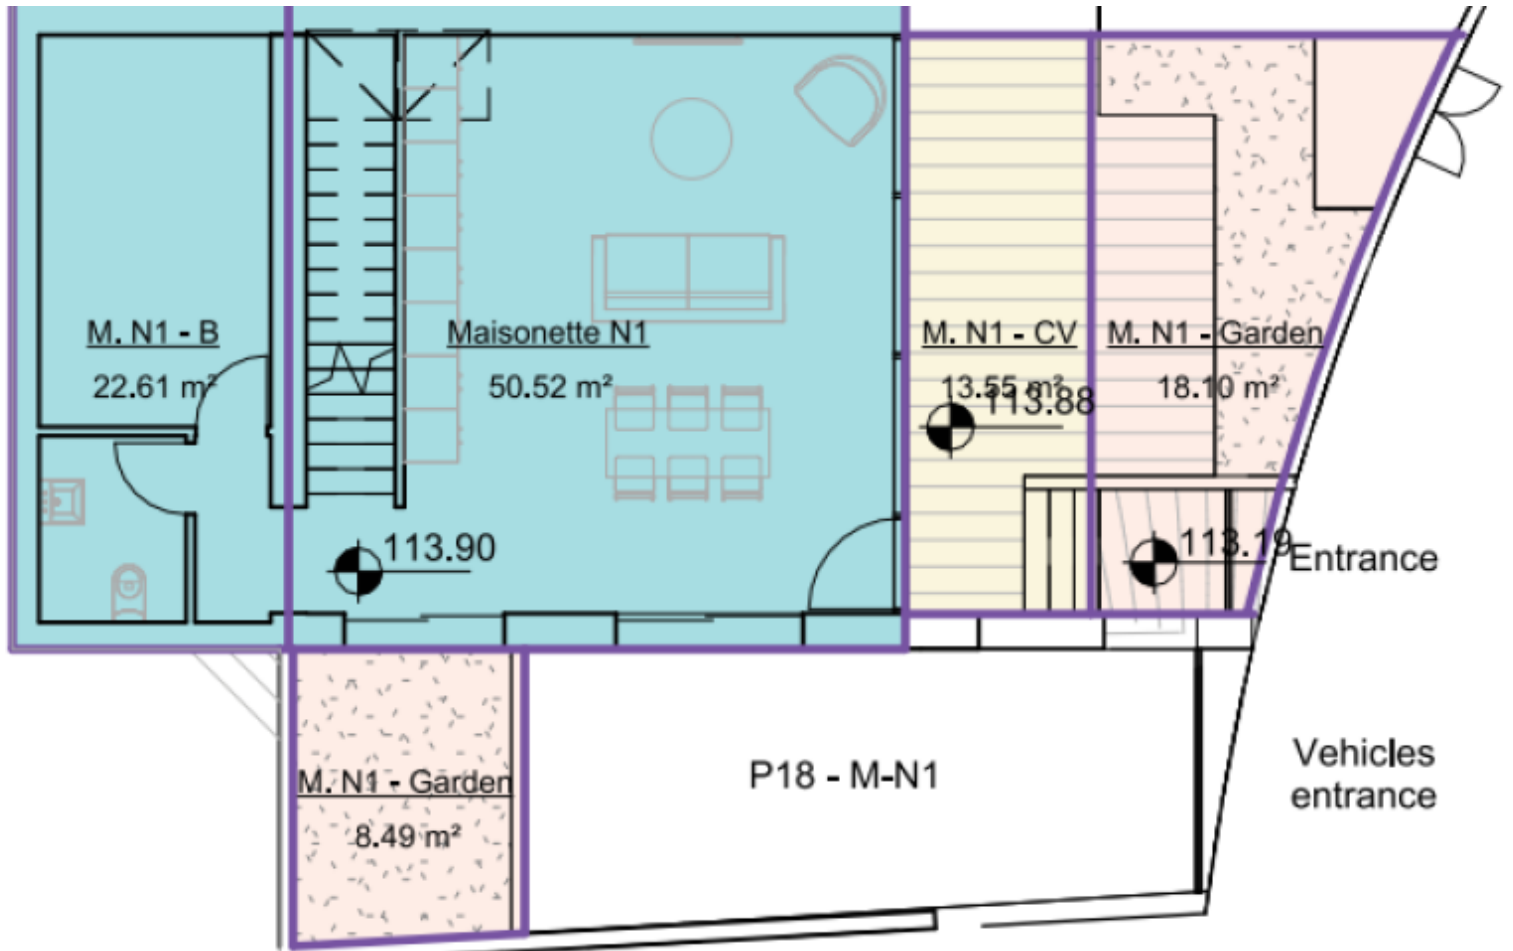 M. N1 - B
22.61 m²
Maisonette N1
50.52 m²
M. N1 - CV
13.55 m²
113.88
M. N1 - Garden
18.10 m²
113.90
113.19
Entrance
M. N1 - Garden
8.49 m²
P18 - M-N1
Vehicles
entrance